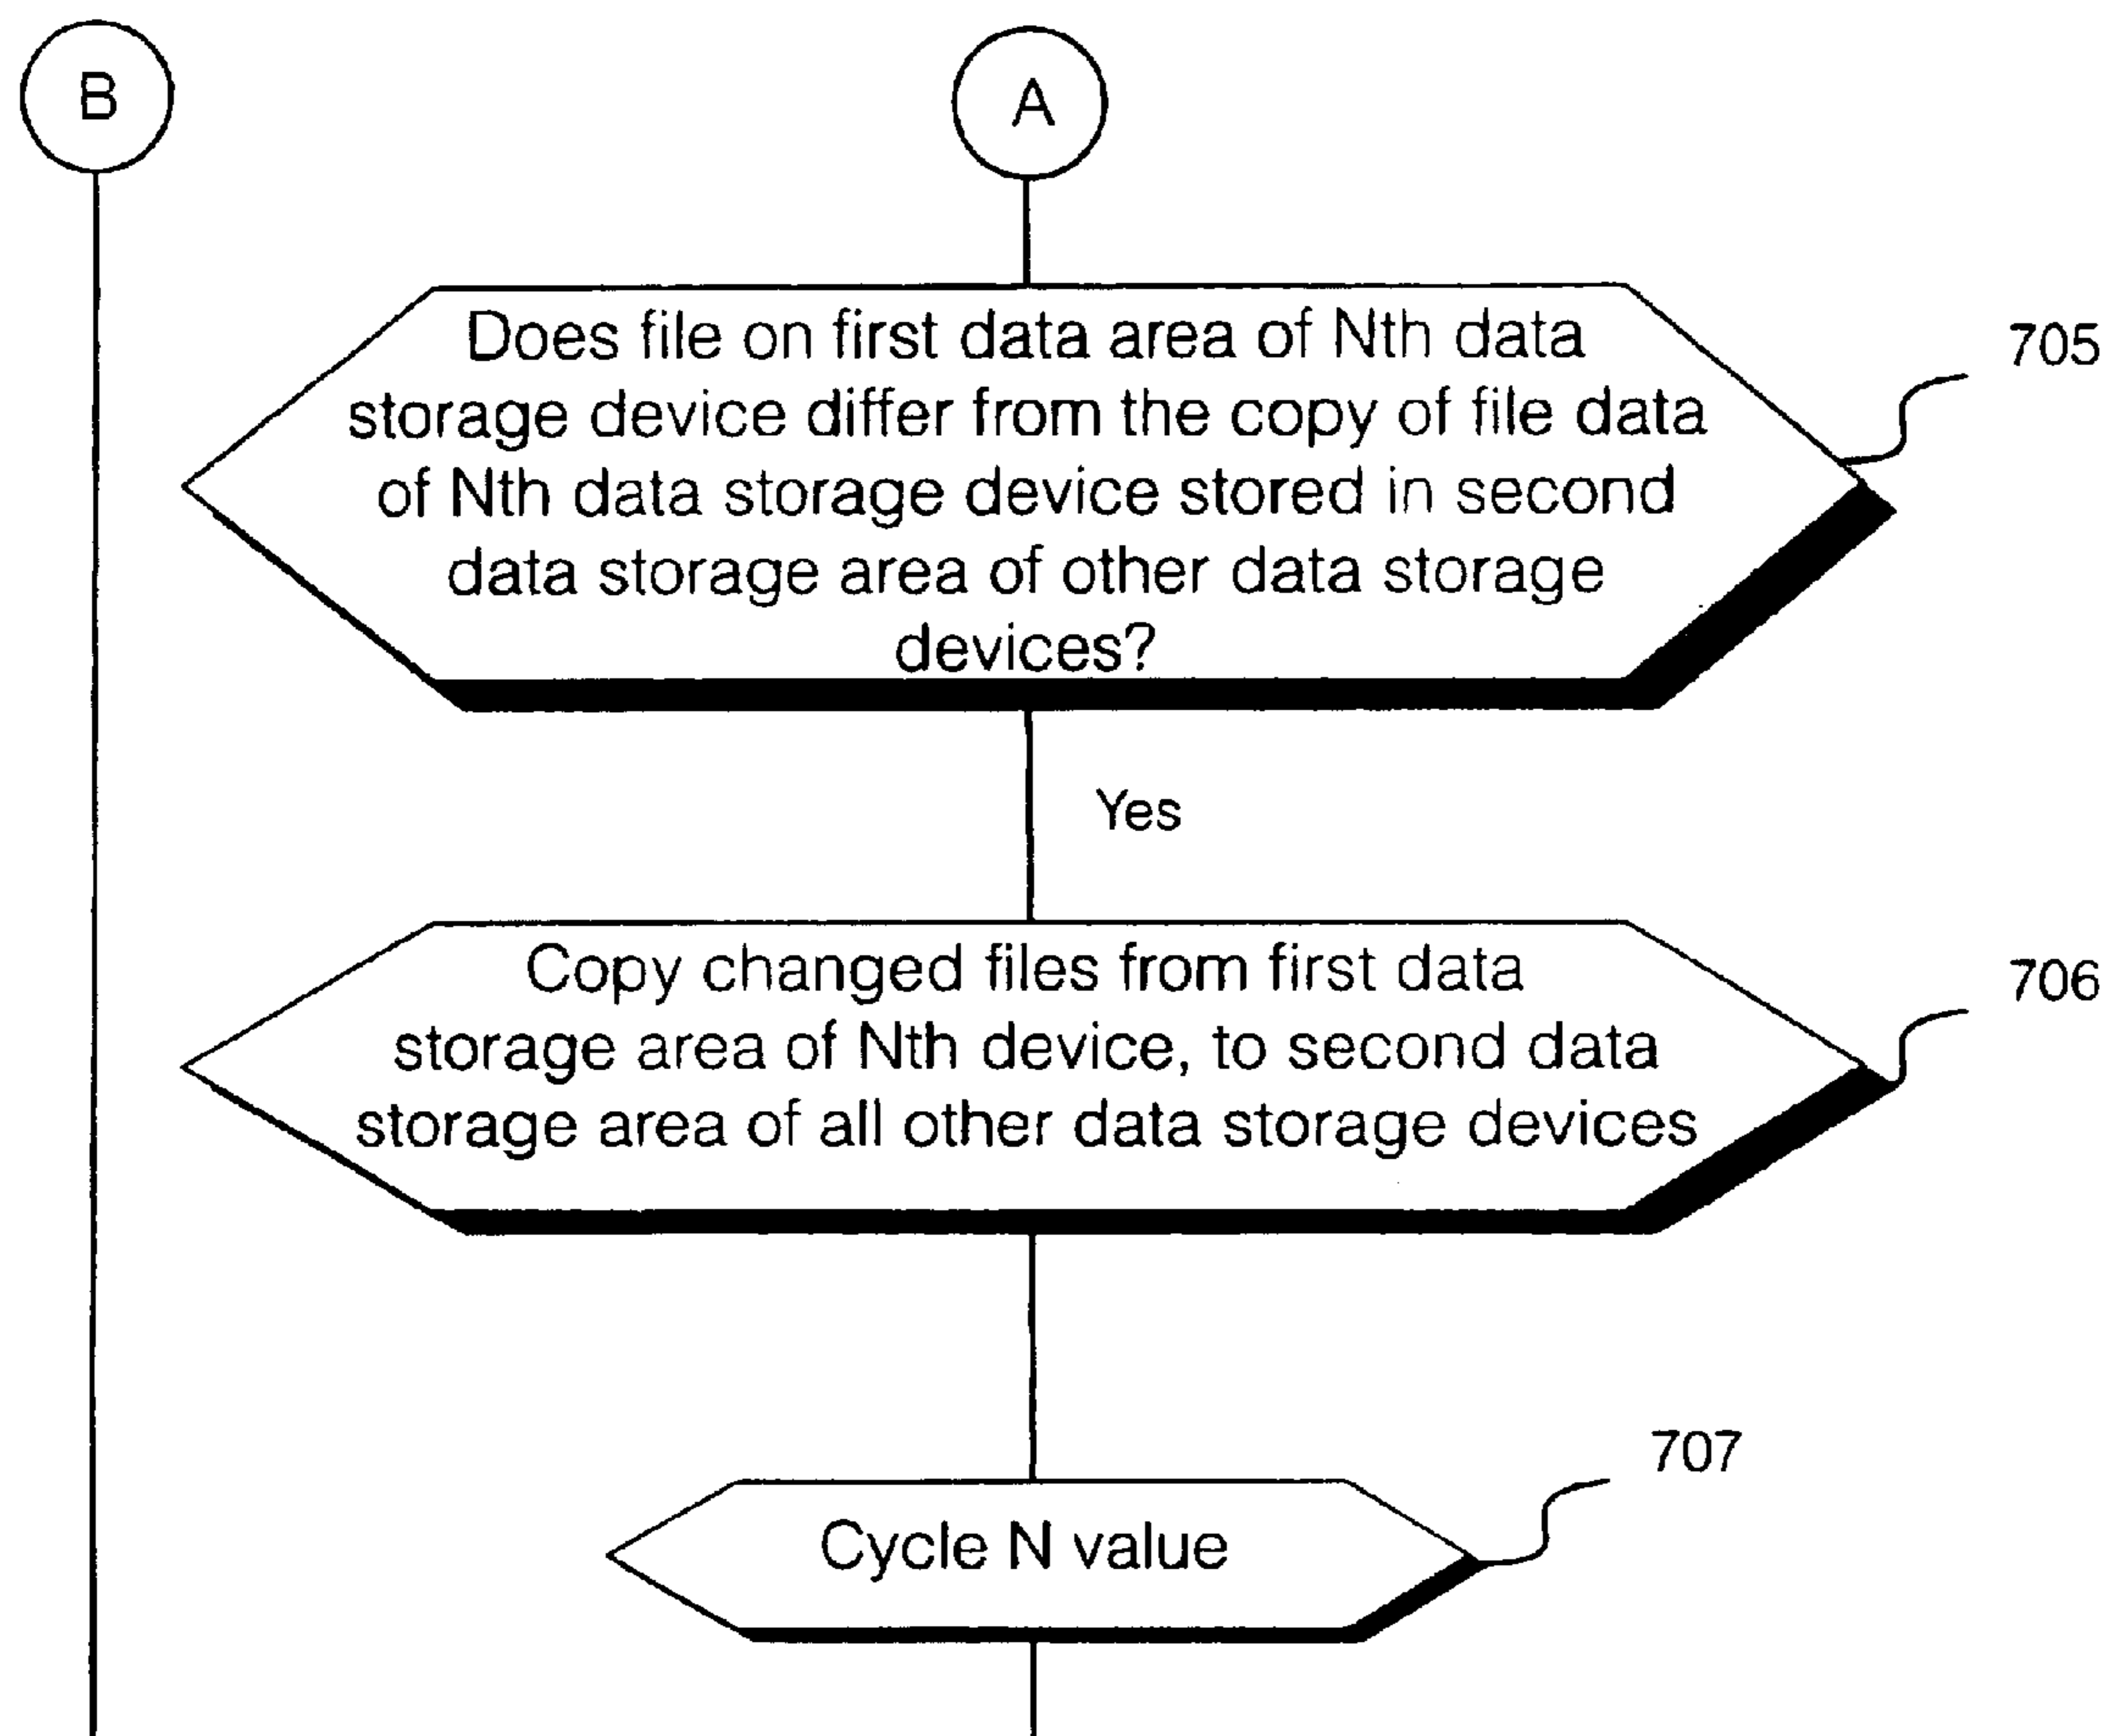 B
A
Does file on first data area of Nth data
storage device differ from the copy of file data
of Nth data storage device stored in second
data storage area of other data storage
devices?
705
Yes
Copy changed files from first data
storage area of Nth device, to second data
storage area of all other data storage devices
706
Cycle N value
707